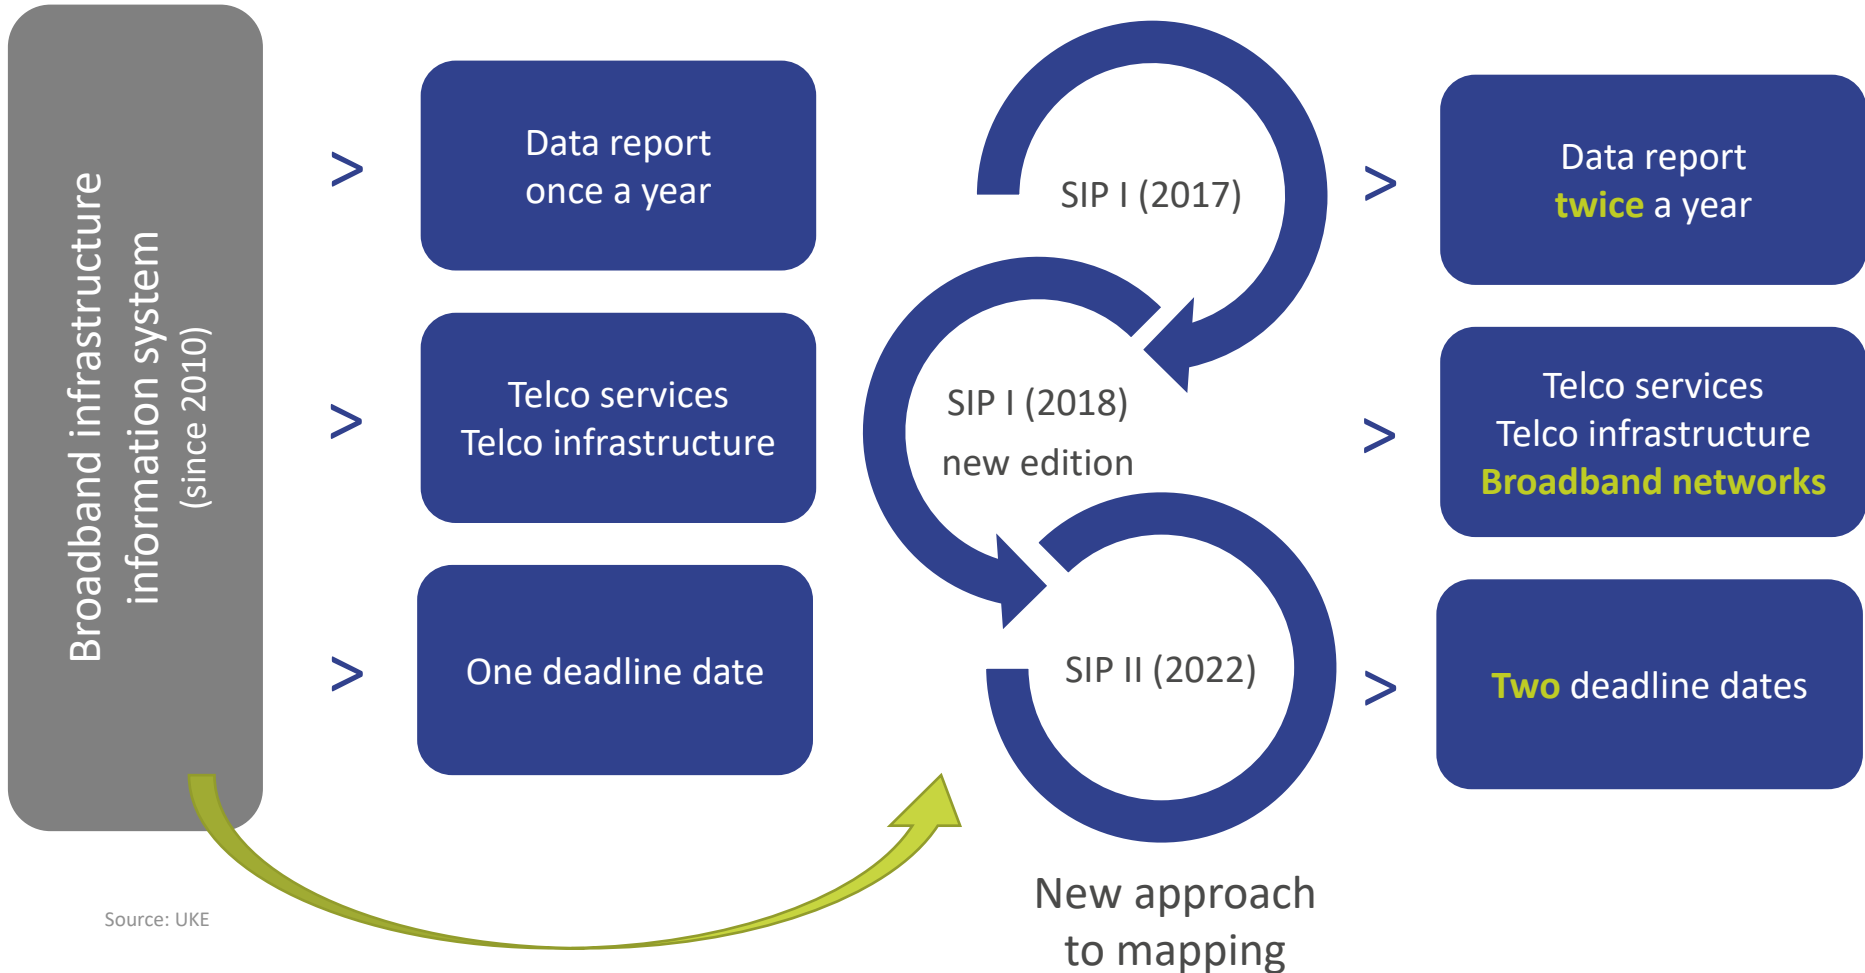 Broadband infrastructure
information system
(since 2010)
>
Data report
once a year
>
Telco services
Telco infrastructure
>
One deadline date
SIP I (2017)
SIP I (2018)
new edition
SIP II (2022)
New approach
to mapping
>
Data report
twice a year
>
Telco services
Telco infrastructure
Broadband networks
>
Two deadline dates
Source: UKE